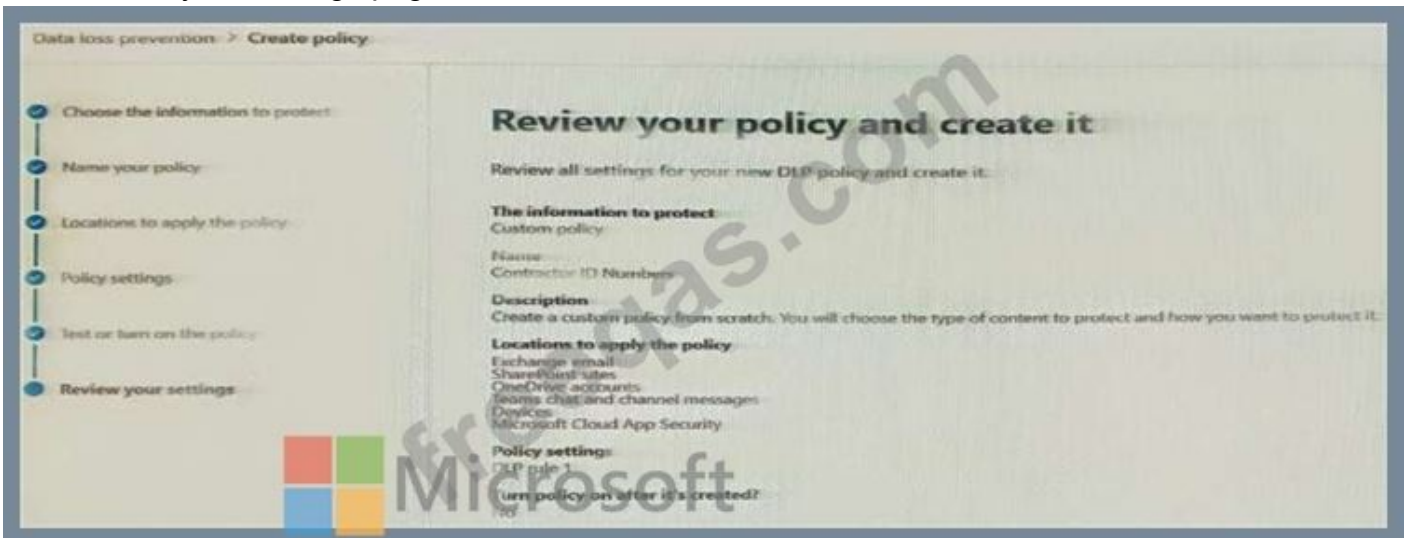 Data loss prevention > Create policy
Choose the information to protect
Name your policy
Locations to apply the policy
Policy settings
Test or turn on the policy
Review your settings
Review your policy and create it
Review all settings for your new DLP policy and create it.
The information to protect
Custom policy
Name
Contractor ID Numbers
Description
Create a custom policy from scratch. You will choose the type of content to protect and how you want to protect it.
Locations to apply the policy
Exchange email
SharePoint sites
OneDrive accounts
Teams chat and channel messages
Devices
Microsoft Cloud App Security
Policy settings
DLP rule 1
Turn policy on after it's created?
No
Microsoft